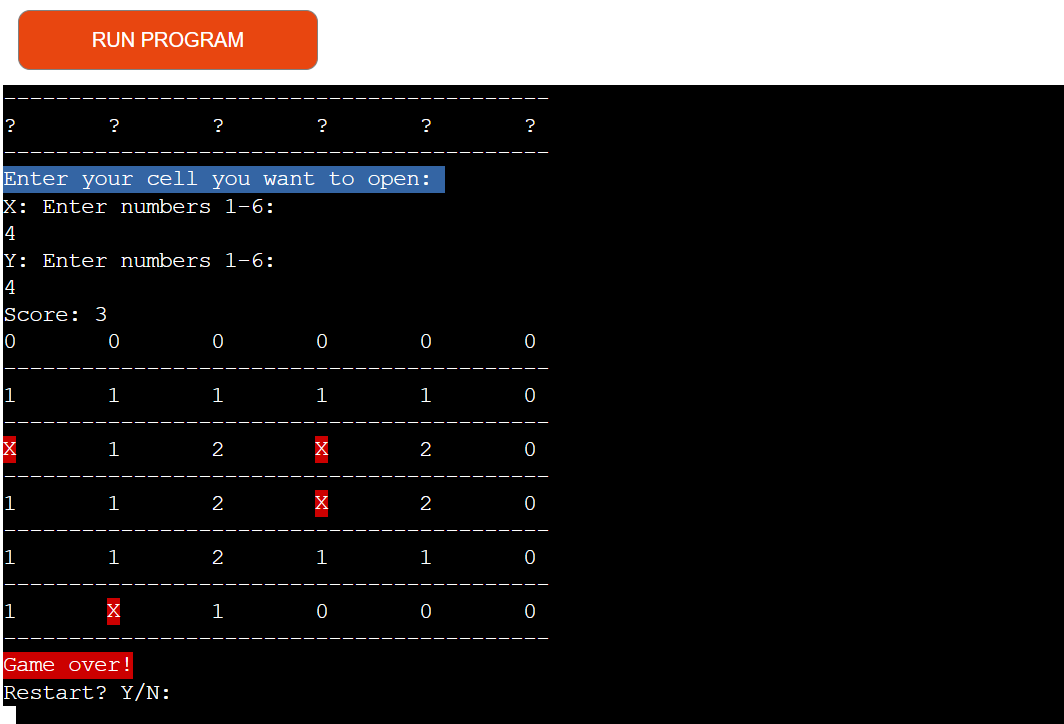 RUN PROGRAM
------------------------------------------
? ? ? ? ? ?
------------------------------------------
Enter your cell you want to open:
X: Enter numbers 1-6:
4
Y: Enter numbers 1-6:
4
Score: 3
0 0 0 0 0 0
------------------------------------------
1 1 1 1 1 0
------------------------------------------
X 1 2 X 2 0
------------------------------------------
1 1 2 X 2 0
------------------------------------------
1 1 2 1 1 0
------------------------------------------
1 X 1 0 0 0
------------------------------------------
Game over!
Restart? Y/N: